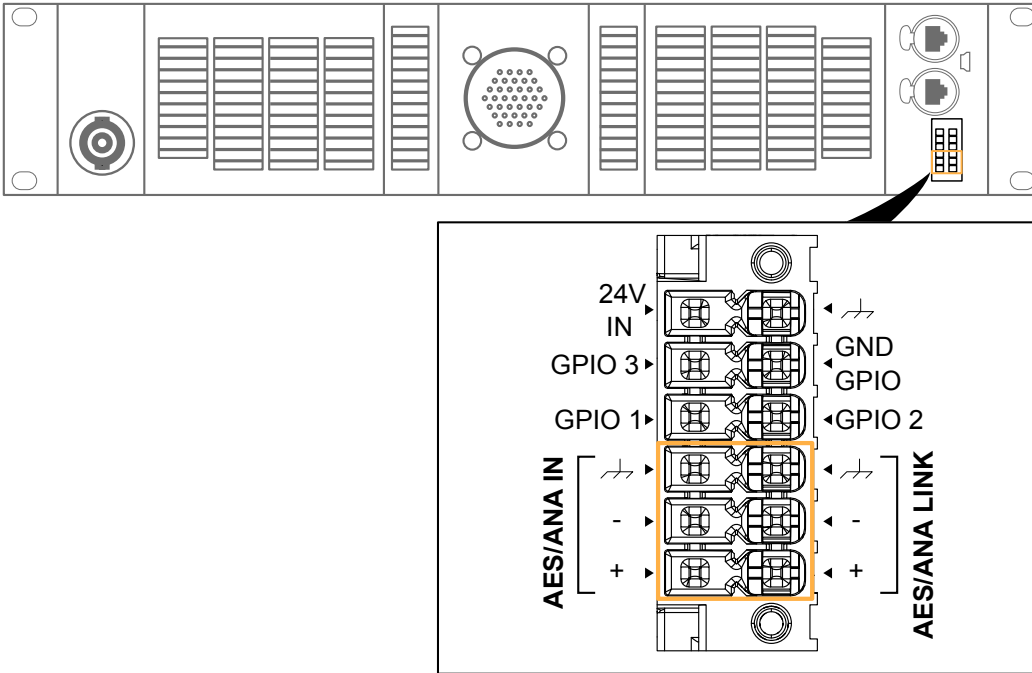 24V
IN
GPIO 3
GND
GPIO
GPIO 1
GPIO 2
AES/ANA IN
-
+
-
+
AES/ANA LINK